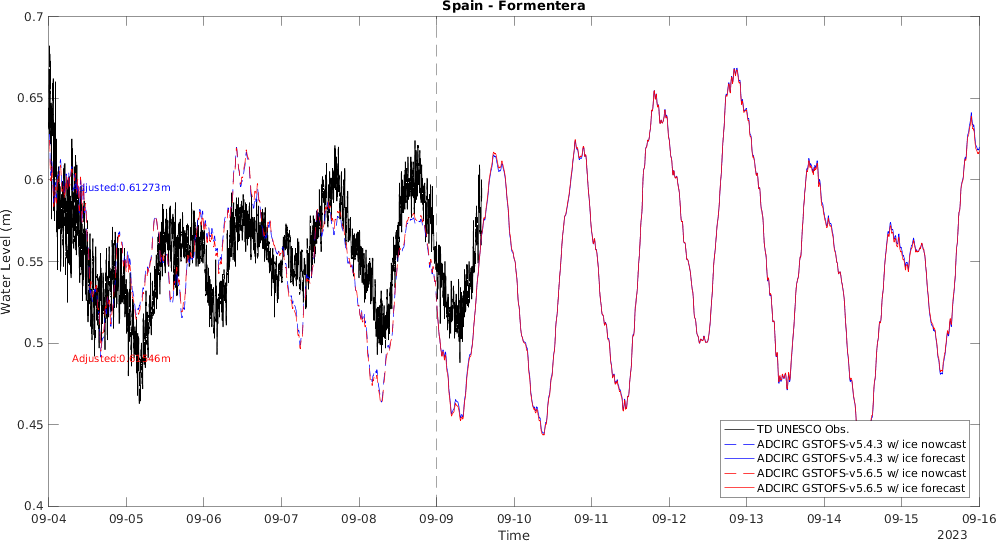 Spain - Formentera
0.7
0.65
0.6
0.55
0.5
0.45
0.4
Water Level (m)
Adjusted:0.61273m
09-04
09-05
09-06
09-07
09-08
09-09
09-10
09-11
09-12
09-13
09-14
09-15
09-16
Time
2023
TD UNESCO Obs.
ADCIRC GSTOFS-v5.4.3 w/ ice nowcast
ADCIRC GSTOFS-v5.4.3 w/ ice forecast
ADCIRC GSTOFS-v5.6.5 w/ ice nowcast
ADCIRC GSTOFS-v5.6.5 w/ ice forecast